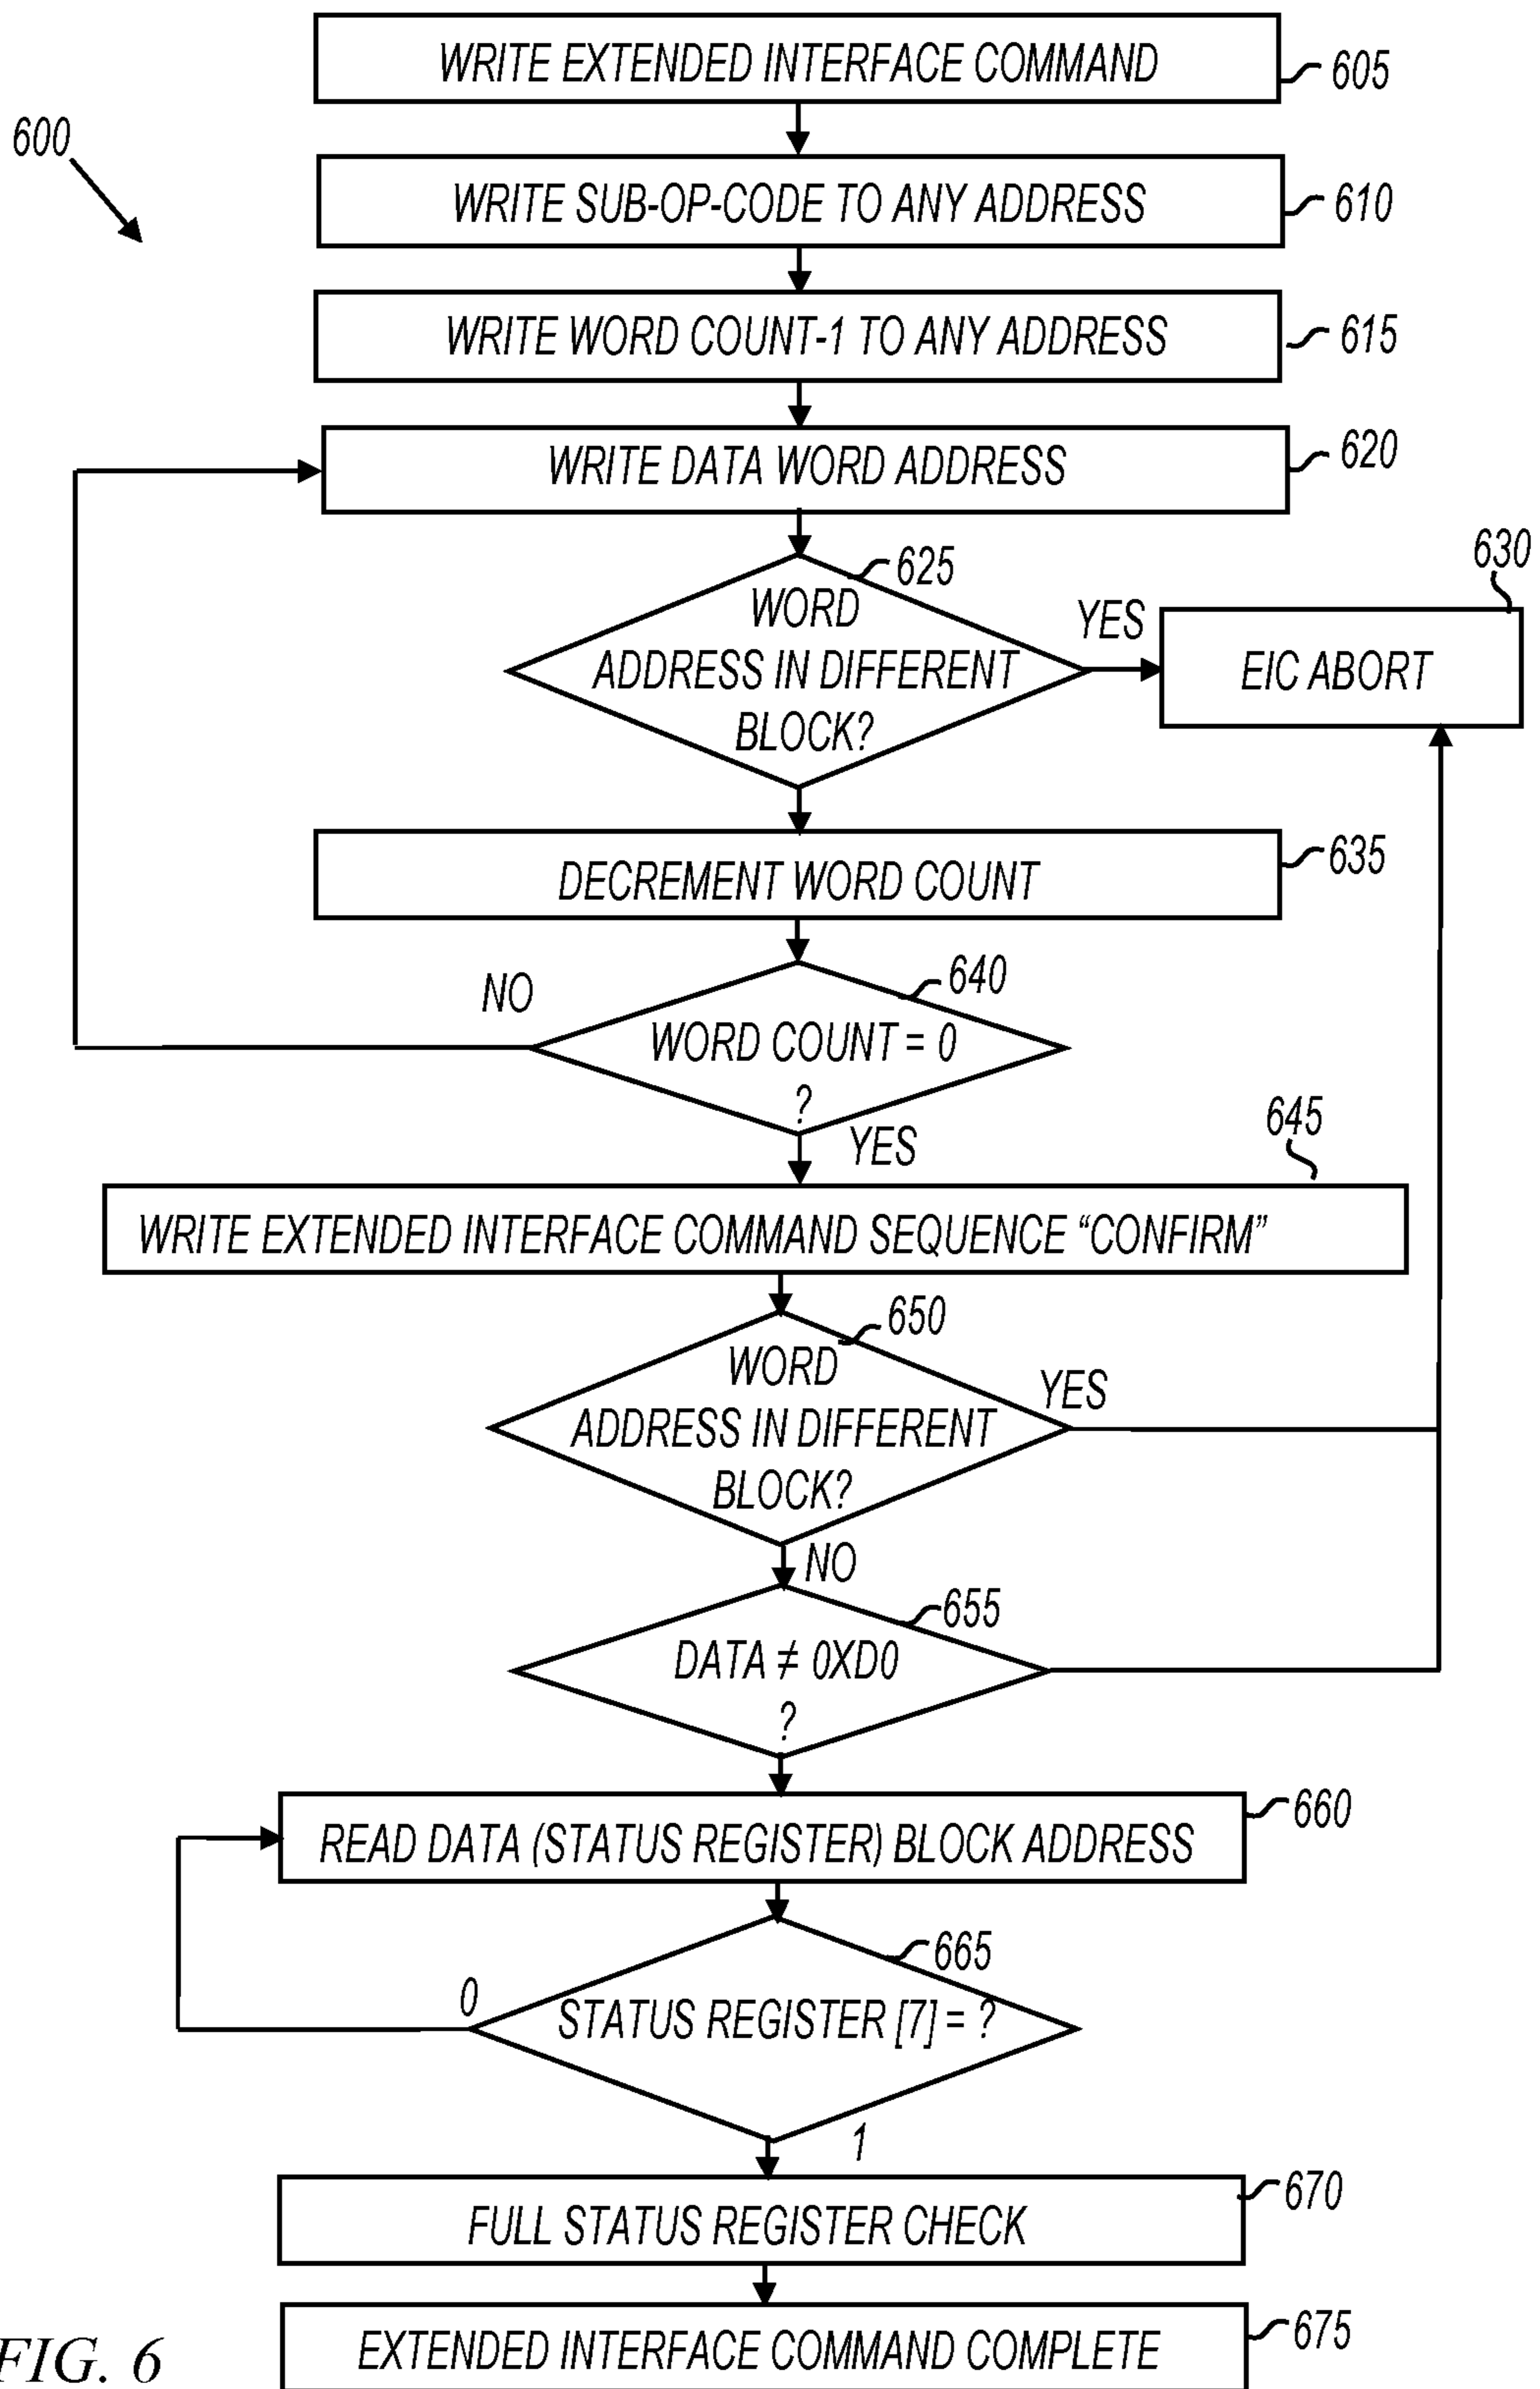 WRITE EXTENDED INTERFACE COMMAND
605
600
WRITE SUB-OP-CODE TO ANY ADDRESS
610
WRITE WORD COUNT-1 TO ANY ADDRESS
615
WRITE DATA WORD ADDRESS
620
625
WORD
ADDRESS IN DIFFERENT
BLOCK?
YES
630
EIC ABORT
DECREMENT WORD COUNT
635
640
NO
WORD COUNT = 0
?
YES
645
WRITE EXTENDED INTERFACE COMMAND SEQUENCE “CONFIRM”
650
WORD
ADDRESS IN DIFFERENT
BLOCK?
YES
NO
655
DATA ≠ 0XD0
?
READ DATA (STATUS REGISTER) BLOCK ADDRESS
660
665
0
STATUS REGISTER [7] = ?
1
FULL STATUS REGISTER CHECK
670
EXTENDED INTERFACE COMMAND COMPLETE
675
FIG. 6